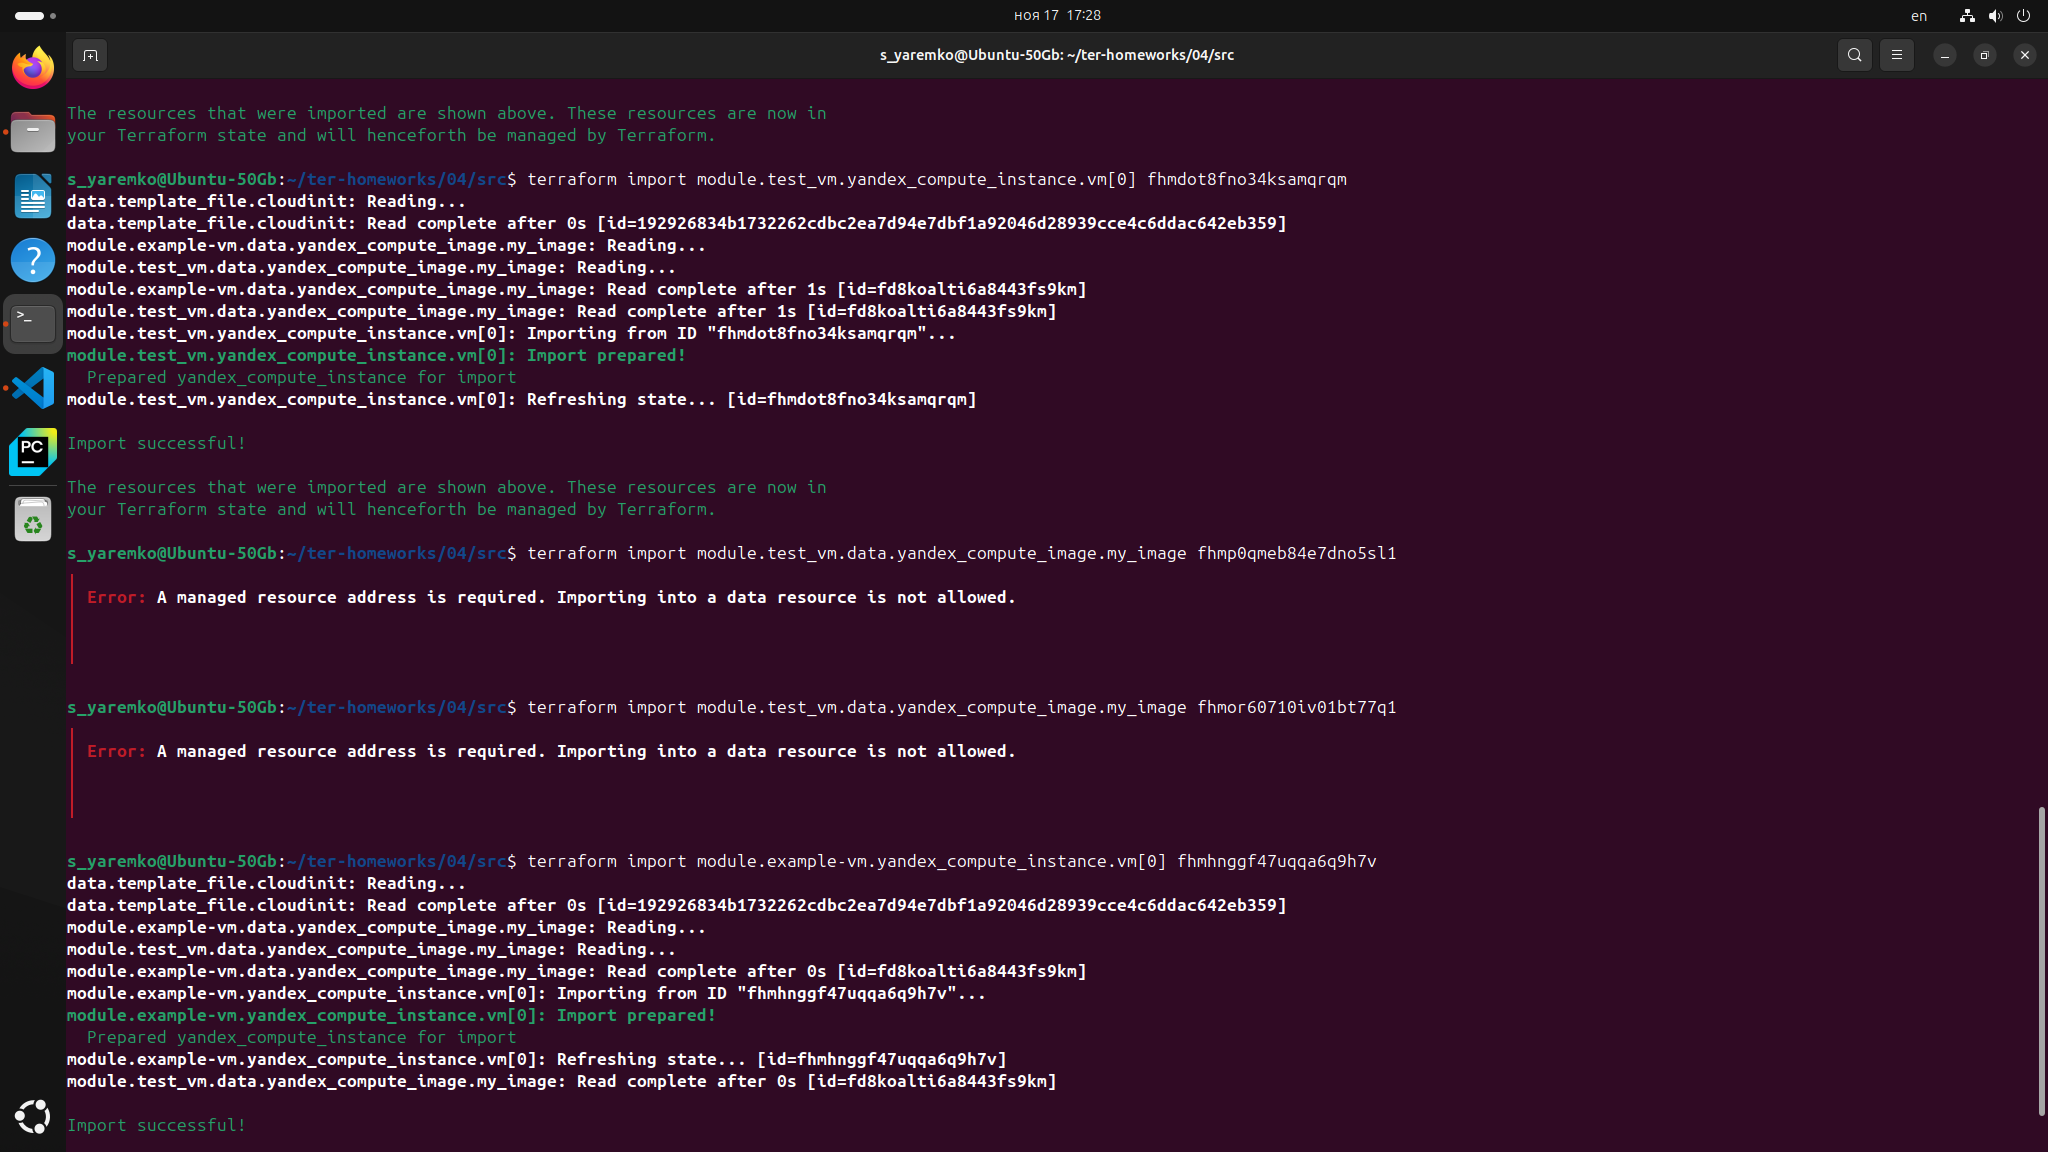 ноя 17 17:28
en
s_yaremko@Ubuntu-50Gb: ~/ter-homeworks/04/src
The resources that were imported are shown above. These resources are now in
your Terraform state and will henceforth be managed by Terraform.
s_yaremko@Ubuntu-50Gb:~/ter-homeworks/04/src$ terraform import module.test_vm.yandex_compute_instance.vm[0] fhmdot8fno34ksamqrqm
data.template_file.cloudinit: Reading...
data.template_file.cloudinit: Read complete after 0s [id=192926834b1732262cdbc2ea7d94e7dbf1a92046d28939cce4c6ddac642eb359]
module.example-vm.data.yandex_compute_image.my_image: Reading...
module.test_vm.data.yandex_compute_image.my_image: Reading...
module.example-vm.data.yandex_compute_image.my_image: Read complete after 1s [id=fd8koalti6a8443fs9km]
module.test_vm.data.yandex_compute_image.my_image: Read complete after 1s [id=fd8koalti6a8443fs9km]
module.test_vm.yandex_compute_instance.vm[0]: Importing from ID "fhmdot8fno34ksamqrqm"...
module.test_vm.yandex_compute_instance.vm[0]: Import prepared!
  Prepared yandex_compute_instance for import
module.test_vm.yandex_compute_instance.vm[0]: Refreshing state... [id=fhmdot8fno34ksamqrqm]
Import successful!
The resources that were imported are shown above. These resources are now in
your Terraform state and will henceforth be managed by Terraform.
s_yaremko@Ubuntu-50Gb:~/ter-homeworks/04/src$ terraform import module.test_vm.data.yandex_compute_image.my_image fhmp0qmeb84e7dno5sl1
Error: A managed resource address is required. Importing into a data resource is not allowed.
s_yaremko@Ubuntu-50Gb:~/ter-homeworks/04/src$ terraform import module.test_vm.data.yandex_compute_image.my_image fhmor60710iv01bt77q1
Error: A managed resource address is required. Importing into a data resource is not allowed.
s_yaremko@Ubuntu-50Gb:~/ter-homeworks/04/src$ terraform import module.example-vm.yandex_compute_instance.vm[0] fhmhnggf47uqqa6q9h7v
data.template_file.cloudinit: Reading...
data.template_file.cloudinit: Read complete after 0s [id=192926834b1732262cdbc2ea7d94e7dbf1a92046d28939cce4c6ddac642eb359]
module.example-vm.data.yandex_compute_image.my_image: Reading...
module.test_vm.data.yandex_compute_image.my_image: Reading...
module.example-vm.data.yandex_compute_image.my_image: Read complete after 0s [id=fd8koalti6a8443fs9km]
module.example-vm.yandex_compute_instance.vm[0]: Importing from ID "fhmhnggf47uqqa6q9h7v"...
module.example-vm.yandex_compute_instance.vm[0]: Import prepared!
  Prepared yandex_compute_instance for import
module.example-vm.yandex_compute_instance.vm[0]: Refreshing state... [id=fhmhnggf47uqqa6q9h7v]
module.test_vm.data.yandex_compute_image.my_image: Read complete after 0s [id=fd8koalti6a8443fs9km]
Import successful!
PC